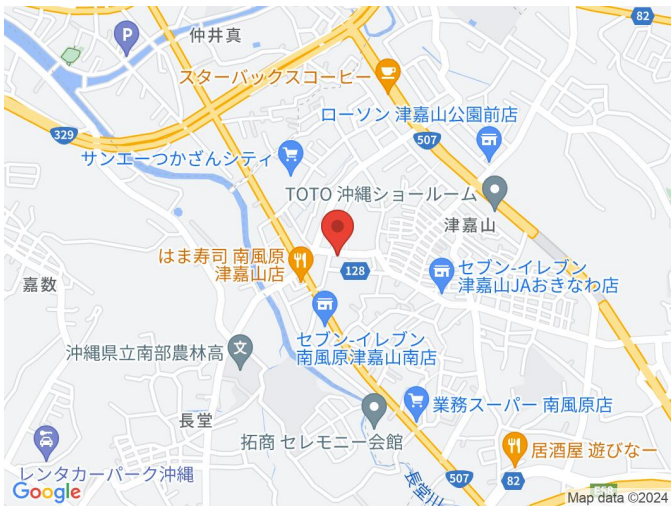 82
仲井真
P
スターバックスコーヒー
ローソン 津嘉山公園前店
329
507
サンエーつかざんシティ
TOTO 沖縄ショールーム
津嘉山
はま寿司 南風原
津嘉山店
128
セブン-イレブン
津嘉山JAおきなわ店
嘉数
セブン-イレブン
南風原津嘉山南店
沖縄県立南部農林高
文
長堂
業務スーパー 南風原店
拓商 セレモニー会館
居酒屋 遊びなー
レンタカーパーク沖縄
長堂川
507
82
82
Google
Map data ©2024